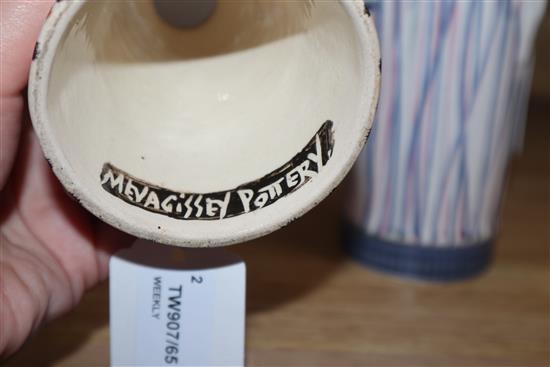 MEVAGISSEY POTTERY.
2
TW907/65
WEEKLY